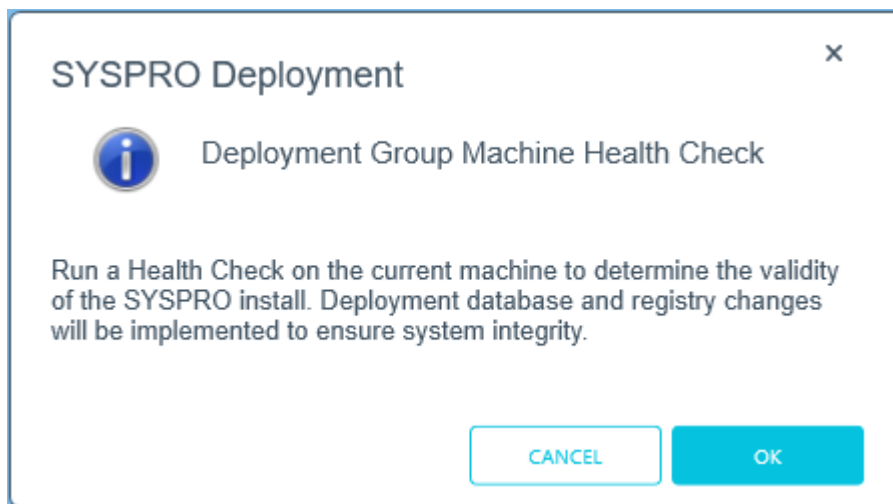 SYSPRO Deployment
Deployment Group Machine Health Check
Run a Health Check on the current machine to determine the validity
of the SYSPRO install. Deployment database and registry changes
will be implemented to ensure system integrity.
CANCEL
OK